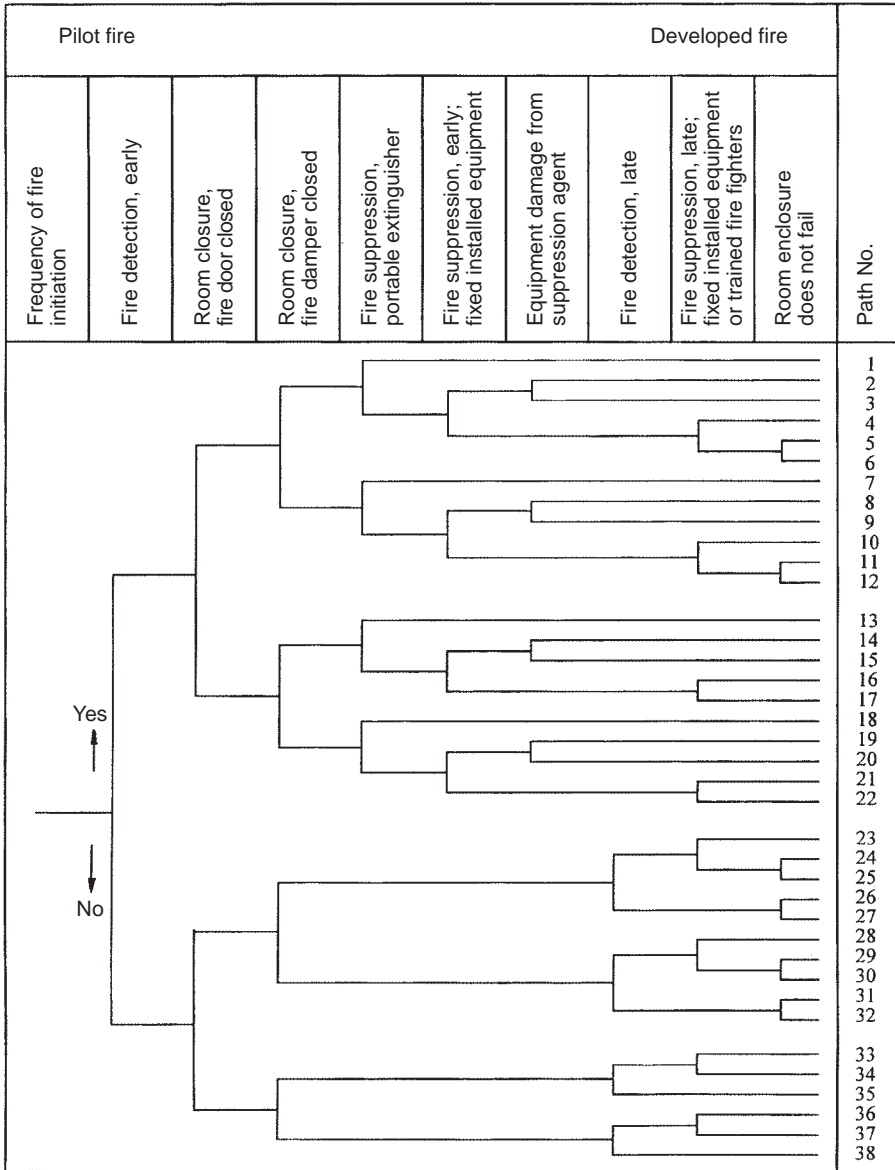 Pilot fire
Developed fire
Frequency of fire
initiation
Fire detection, early
Room closure,
fire door closed
Room closure,
fire damper closed
Fire suppression,
portable extinguisher
Fire suppression, early;
fixed installed equipment
Equipment damage from
suppression agent
Fire detection, late
Fire suppression, late;
fixed installed equipment
or trained fire fighters
Room enclosure
does not fail
Path No.
1
2
3
4
5
6
7
8
9
10
11
12
13
14
15
16
17
Yes
18
19
20
21
22
23
24
25
No
26
27
28
29
30
31
32
33
34
35
36
37
38